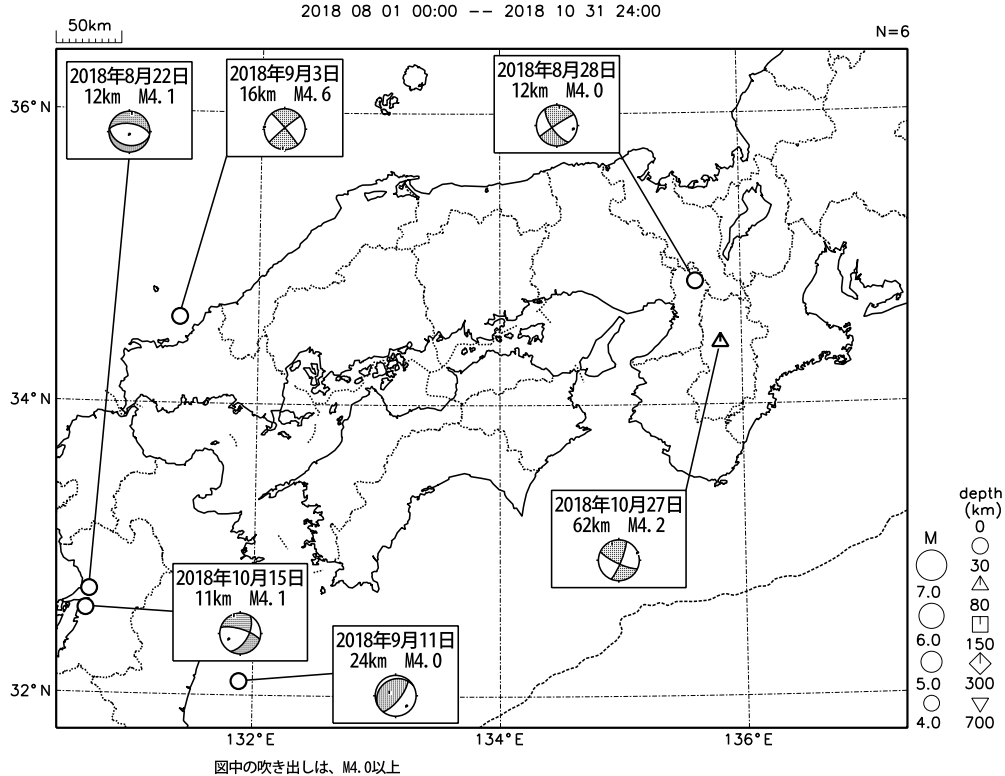 2018 08 01 00:00 -- 2018 10 31 24:00
50km
N=6
2018年8月22日
12km M4.1
2018年9月3日
16km M4.6
2018年8月28日
12km M4.0
36°N
34°N
2018年10月27日
62km M4.2
2018年10月15日
11km M4.1
2018年9月11日
24km M4.0
32°N
132°E
134°E
136°E
M
7.0
6.0
5.0
4.0
depth
(km)
0
30
80
150
300
700
図中の吹き出しは、M4.0以上